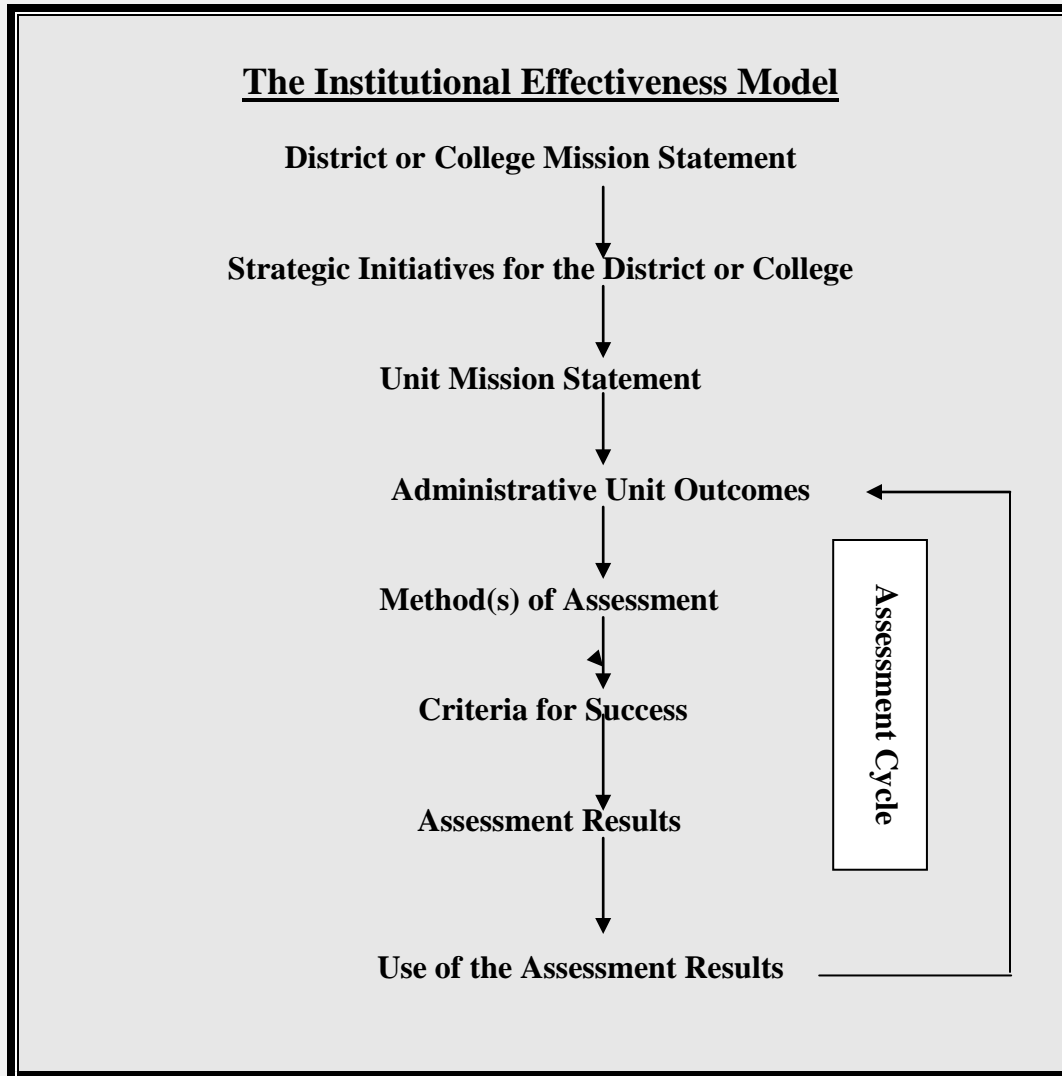 The Institutional Effectiveness Model
District or College Mission Statement
Strategic Initiatives for the District or College
Unit Mission Statement
Administrative Unit Outcomes
Method(s) of Assessment
Criteria for Success
Assessment Results
Use of the Assessment Results
Assessment Cycle